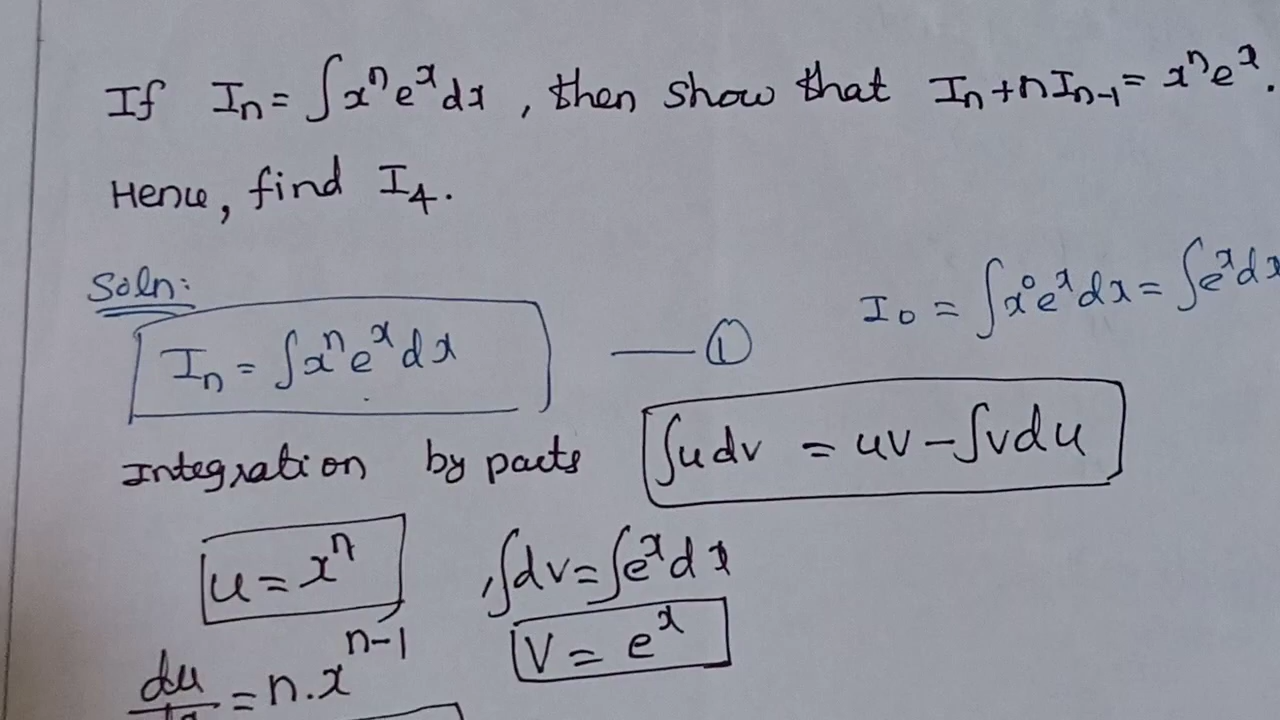 If Iₙ = ∫xⁿeˣdx , then show that Iₙ + nIₙ₋₁ = xⁿeˣ.
Hence, find I₄.
Soln:
I₀ = ∫x⁰eˣdx = ∫eˣdx
Iₙ = ∫xⁿeˣdx —— ①
Integration by parts ∫udv = uv − ∫vdu
u = xⁿ , ∫dv = ∫eˣdx
v = eˣ
du/dx = n.xⁿ⁻¹